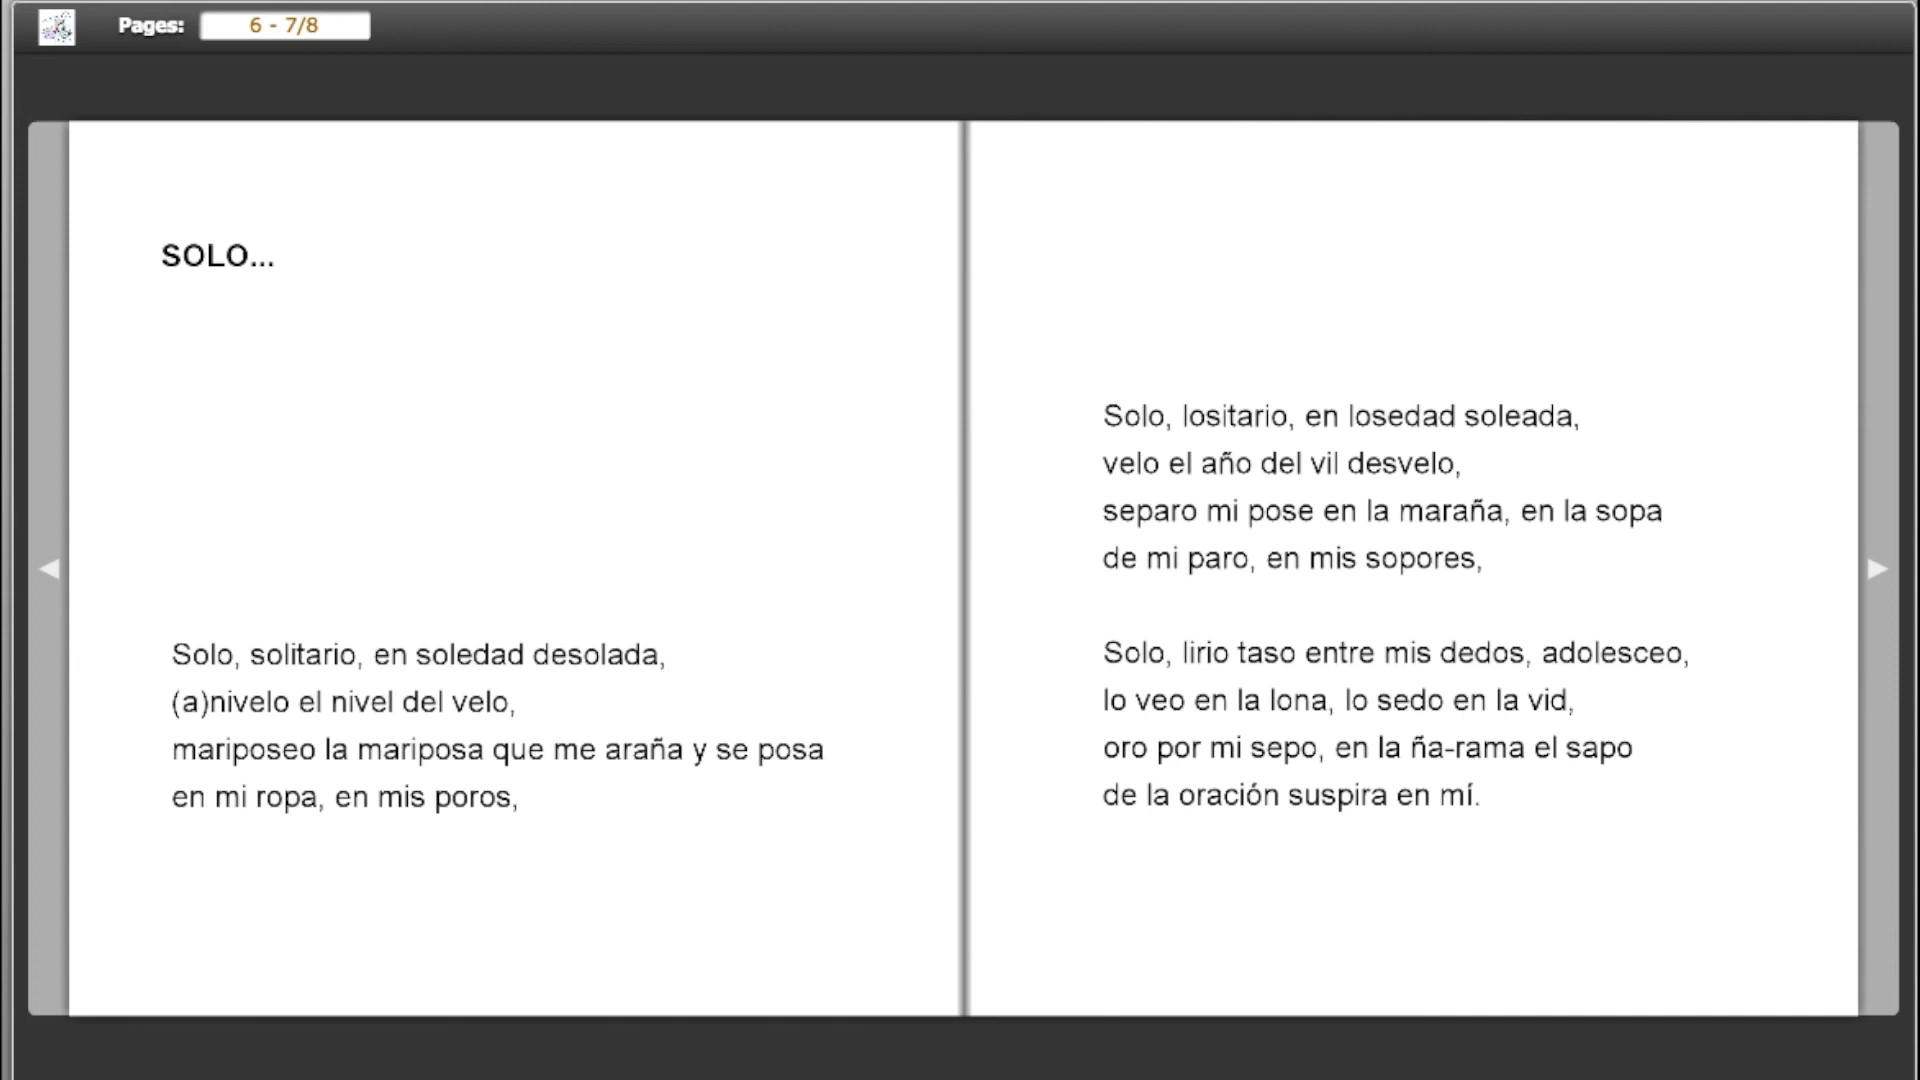 Pages: 6 - 7/8
SOLO...
Solo, solitario, en soledad desolada,
(a)nivelo el nivel del velo,
mariposeo la mariposa que me araña y se posa
en mi ropa, en mis poros,
Solo, lositario, en losedad soleada,
velo el año del vil desvelo,
separo mi pose en la maraña, en la sopa
de mi paro, en mis sopores,
Solo, lirio taso entre mis dedos, adolesceo,
lo veo en la lona, lo sedo en la vid,
oro por mi sepo, en la ña-rama el sapo
de la oración suspira en mí.